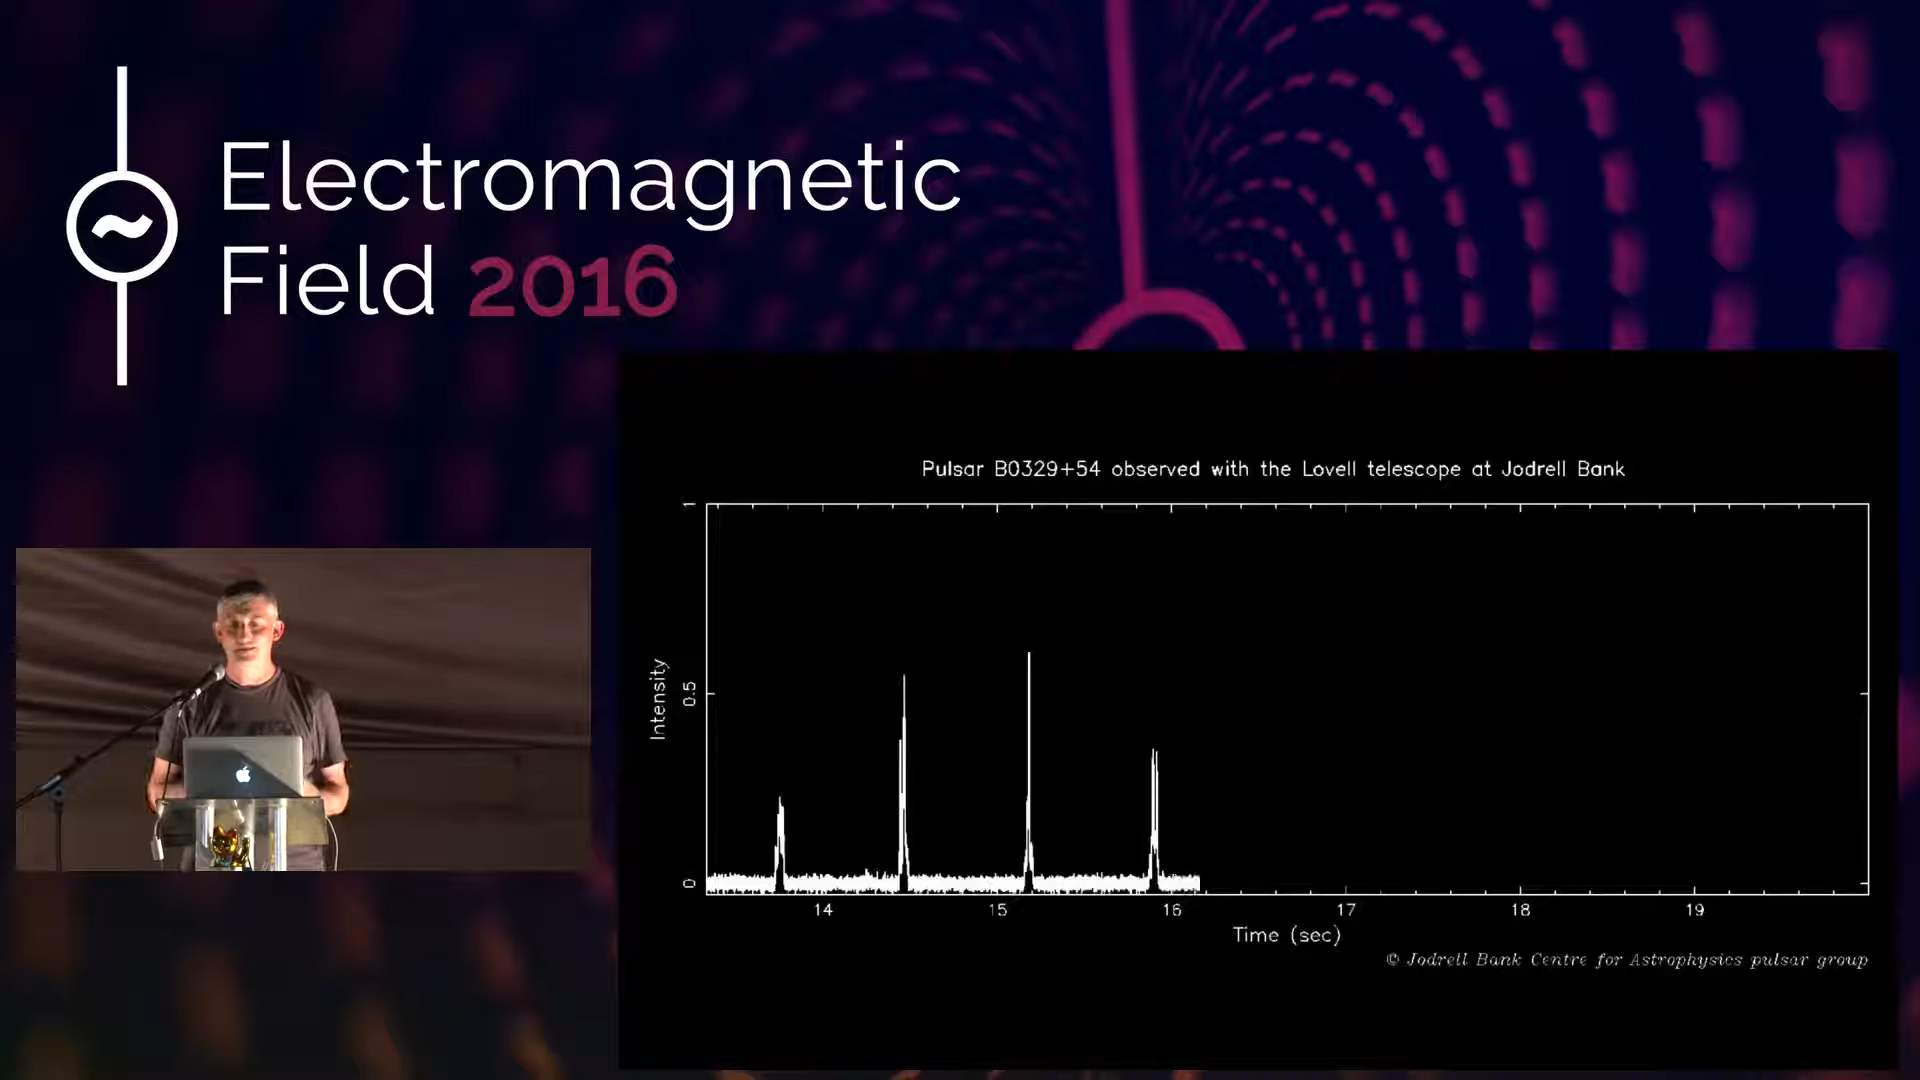 Electromagnetic
Field 2016
Pulsar B0329+54 observed with the Lovell telescope at Jodrell Bank
1
0.5
0
Intensity
14 15 16 17 18 19
Time (sec)
© Jodrell Bank Centre for Astrophysics pulsar group